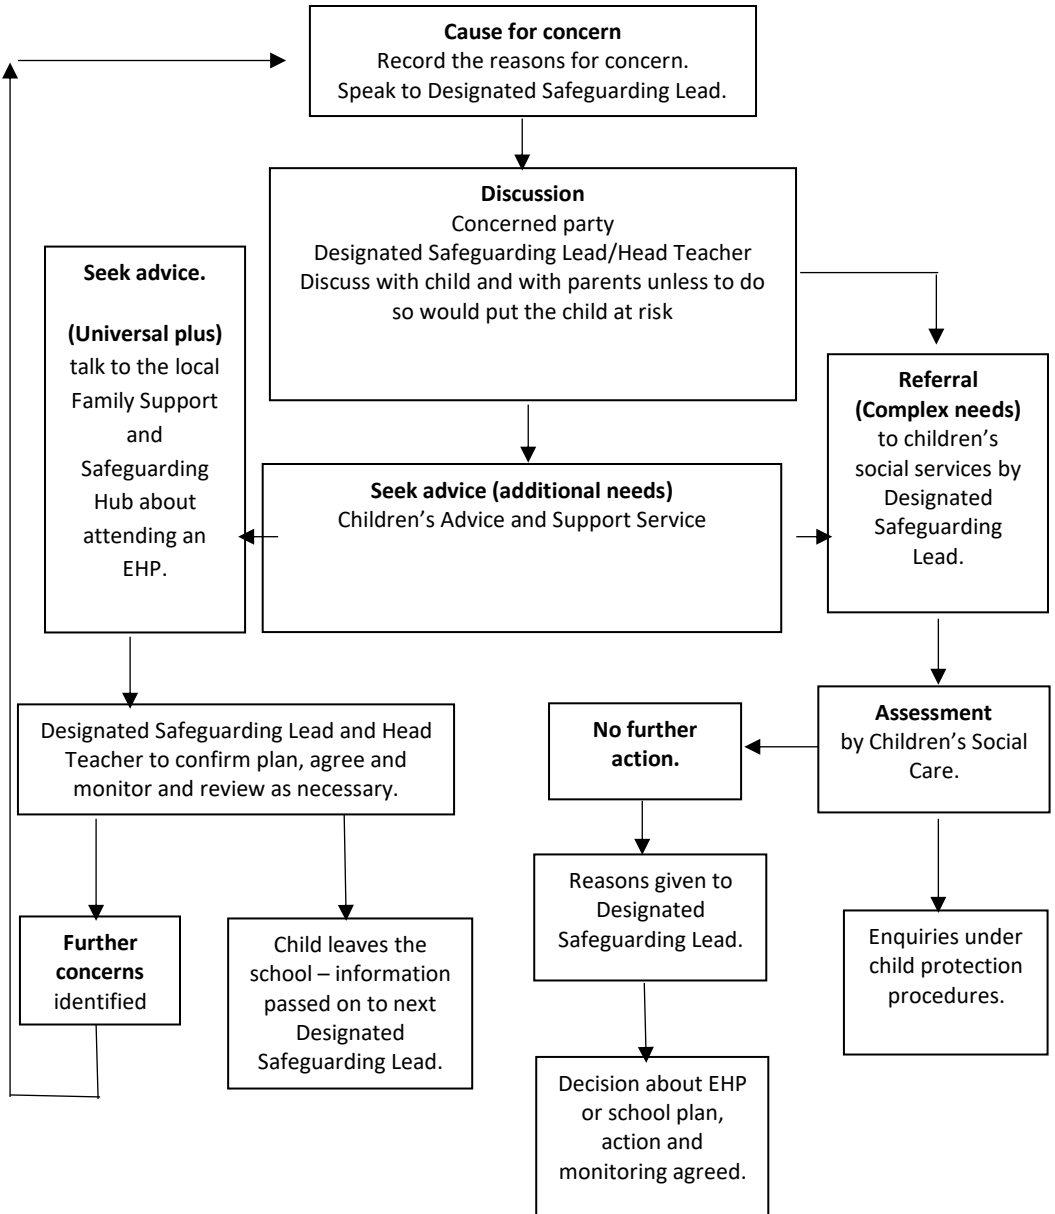 Cause for concern
Record the reasons for concern.
Speak to Designated Safeguarding Lead.
Discussion
Concerned party
Designated Safeguarding Lead/Head Teacher
Discuss with child and with parents unless to do
so would put the child at risk
Seek advice.
(Universal plus)
talk to the local
Family Support
and
Safeguarding
Hub about
attending an
EHP.
Seek advice (additional needs)
Children’s Advice and Support Service
Referral
(Complex needs)
to children’s
social services by
Designated
Safeguarding
Lead.
Designated Safeguarding Lead and Head
Teacher to confirm plan, agree and
monitor and review as necessary.
No further
action.
Assessment
by Children’s Social
Care.
Further
concerns
identified
Child leaves the
school – information
passed on to next
Designated
Safeguarding Lead.
Reasons given to
Designated
Safeguarding Lead.
Enquiries under
child protection
procedures.
Decision about EHP
or school plan,
action and
monitoring agreed.